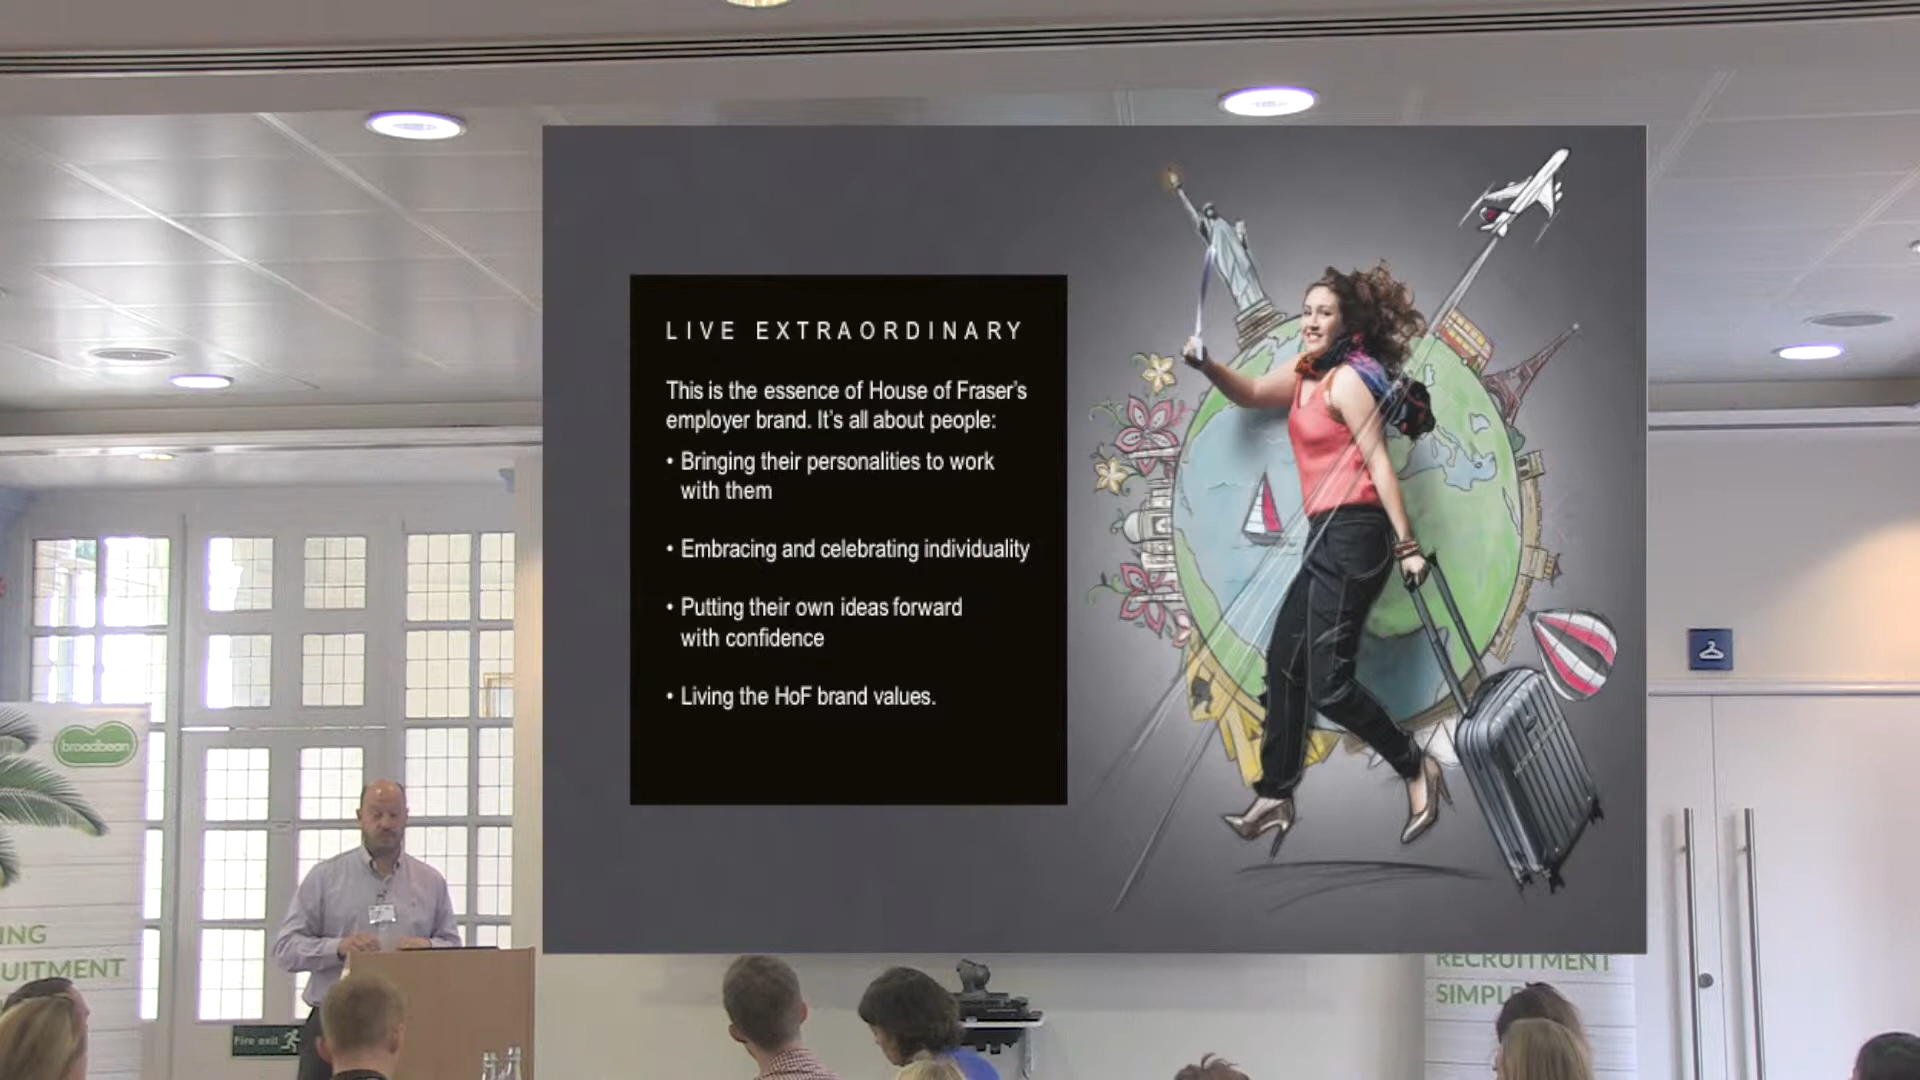 LIVE EXTRAORDINARY
This is the essence of House of Fraser's
employer brand. It's all about people:
• Bringing their personalities to work
with them
• Embracing and celebrating individuality
• Putting their own ideas forward
with confidence
• Living the HoF brand values.
broadbean
ING
UITMENT
RECRUITMENT
SIMPLE
Fire exit